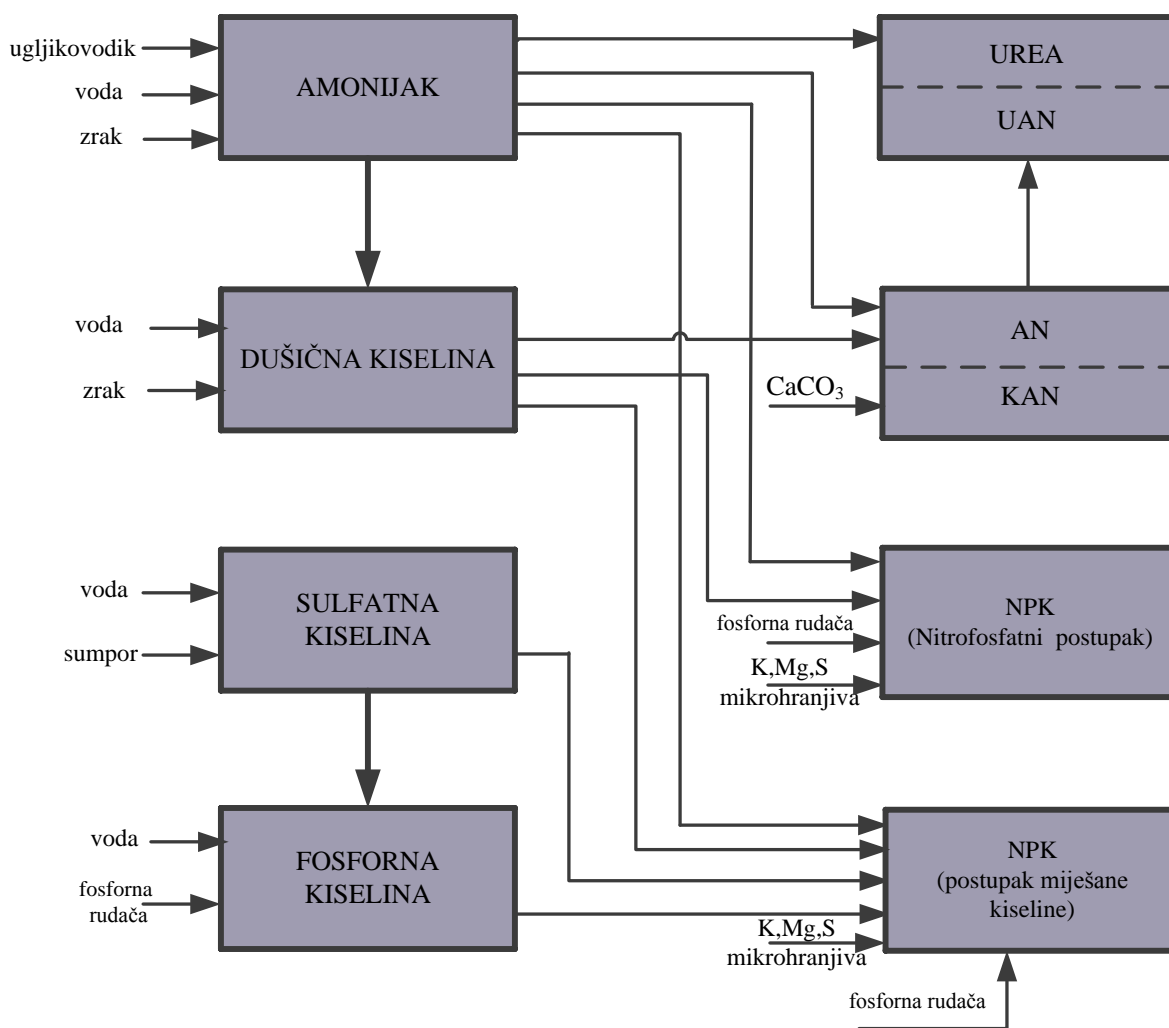 ugljikovodik
voda
zrak
AMONIJAK
UREA
UAN
voda
zrak
DUŠIČNA KISELINA
AN
KAN
CaCO₃
voda
sumpor
SULFATNA
KISELINA
fosforna rudača
K,Mg,S
mikrohranjiva
NPK
(Nitrofosfatni postupak)
voda
fosforna
rudača
FOSFORNA
KISELINA
K,Mg,S
mikrohranjiva
NPK
(postupak miješane
kiseline)
fosforna rudača